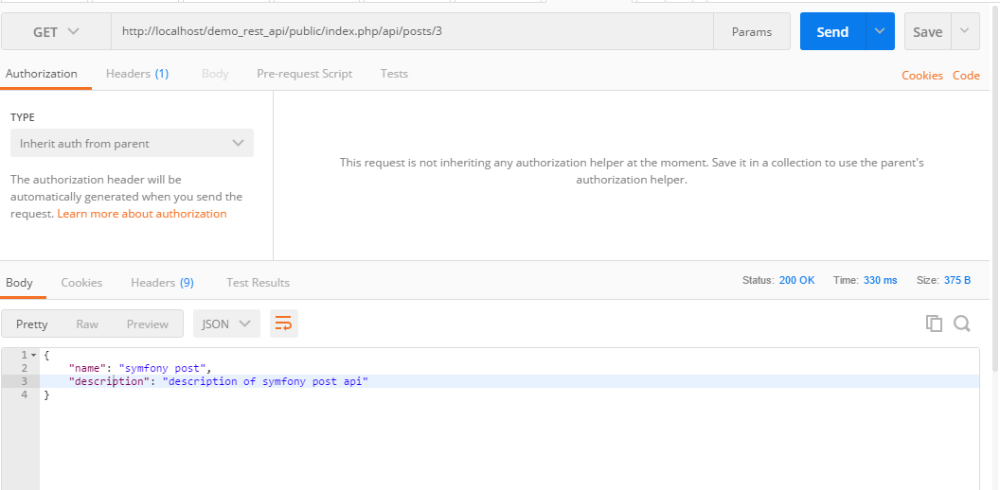 GET http://localhost/demo_rest_api/public/index.php/api/posts/3 Params Send Save
Authorization Headers (1) Body Pre-request Script Tests Cookies Code
TYPE
Inherit auth from parent
The authorization header will be
automatically generated when you send the
request. Learn more about authorization
This request is not inheriting any authorization helper at the moment. Save it in a collection to use the parent's
authorization helper.
Body Cookies Headers (9) Test Results Status: 200 OK Time: 330 ms Size: 375 B
Pretty Raw Preview JSON
1 {
2 "name": "symfony post",
3 "description": "description of symfony post api"
4 }